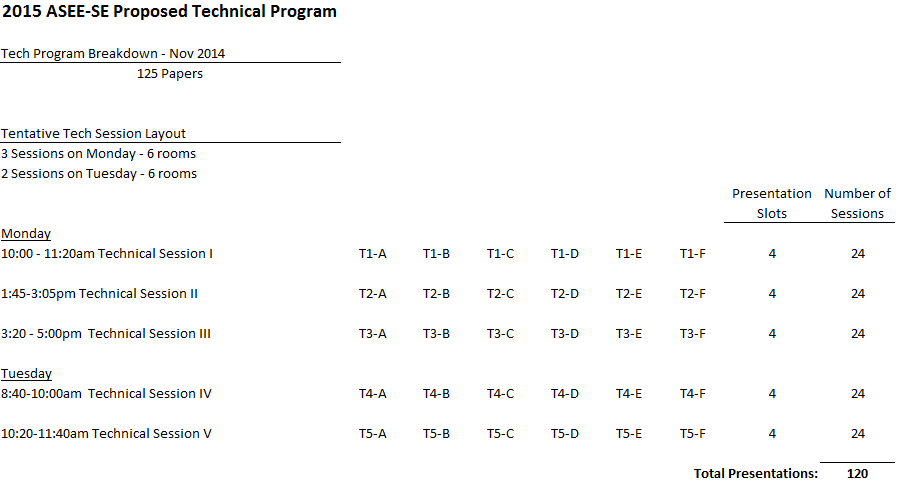 2015 ASEE-SE Proposed Technical Program
Tech Program Breakdown - Nov 2014
125 Papers
Tentative Tech Session Layout
3 Sessions on Monday - 6 rooms
2 Sessions on Tuesday - 6 rooms
Presentation Number of
Slots Sessions
Monday
10:00 - 11:20am Technical Session I T1-A T1-B T1-C T1-D T1-E T1-F 4 24
1:45-3:05pm Technical Session II T2-A T2-B T2-C T2-D T2-E T2-F 4 24
3:20 - 5:00pm Technical Session III T3-A T3-B T3-C T3-D T3-E T3-F 4 24
Tuesday
8:40-10:00am Technical Session IV T4-A T4-B T4-C T4-D T4-E T4-F 4 24
10:20-11:40am Technical Session V T5-A T5-B T5-C T5-D T5-E T5-F 4 24
Total Presentations: 120